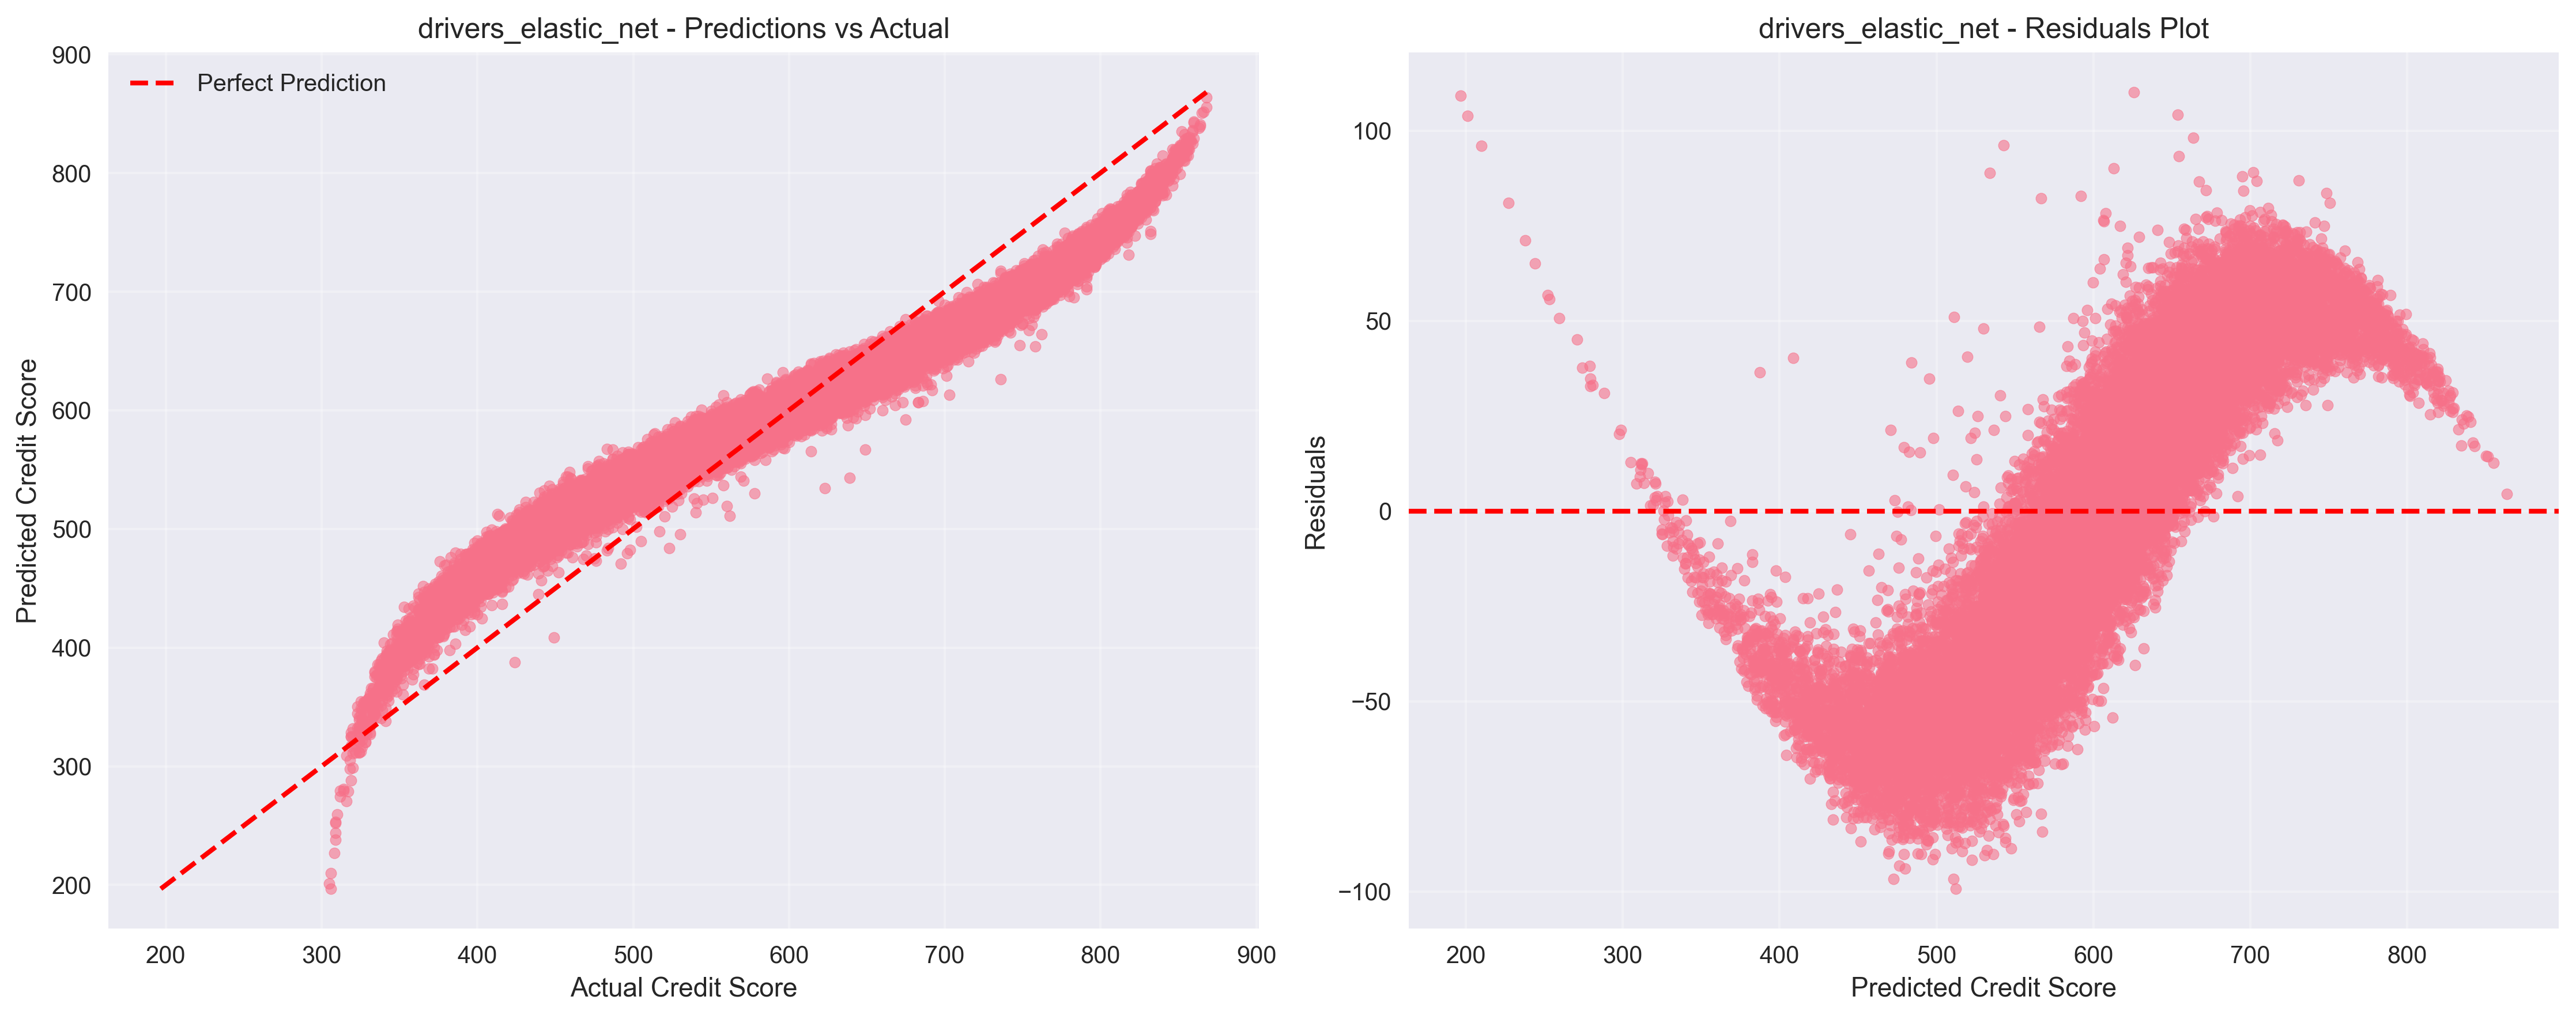 drivers_elastic_net - Predictions vs Actual
900
Perfect Prediction
800
700
600
500
400
300
200
Predicted Credit Score
200 300 400 500 600 700 800 900
Actual Credit Score
drivers_elastic_net - Residuals Plot
100
50
0
−50
−100
Residuals
200 300 400 500 600 700 800
Predicted Credit Score